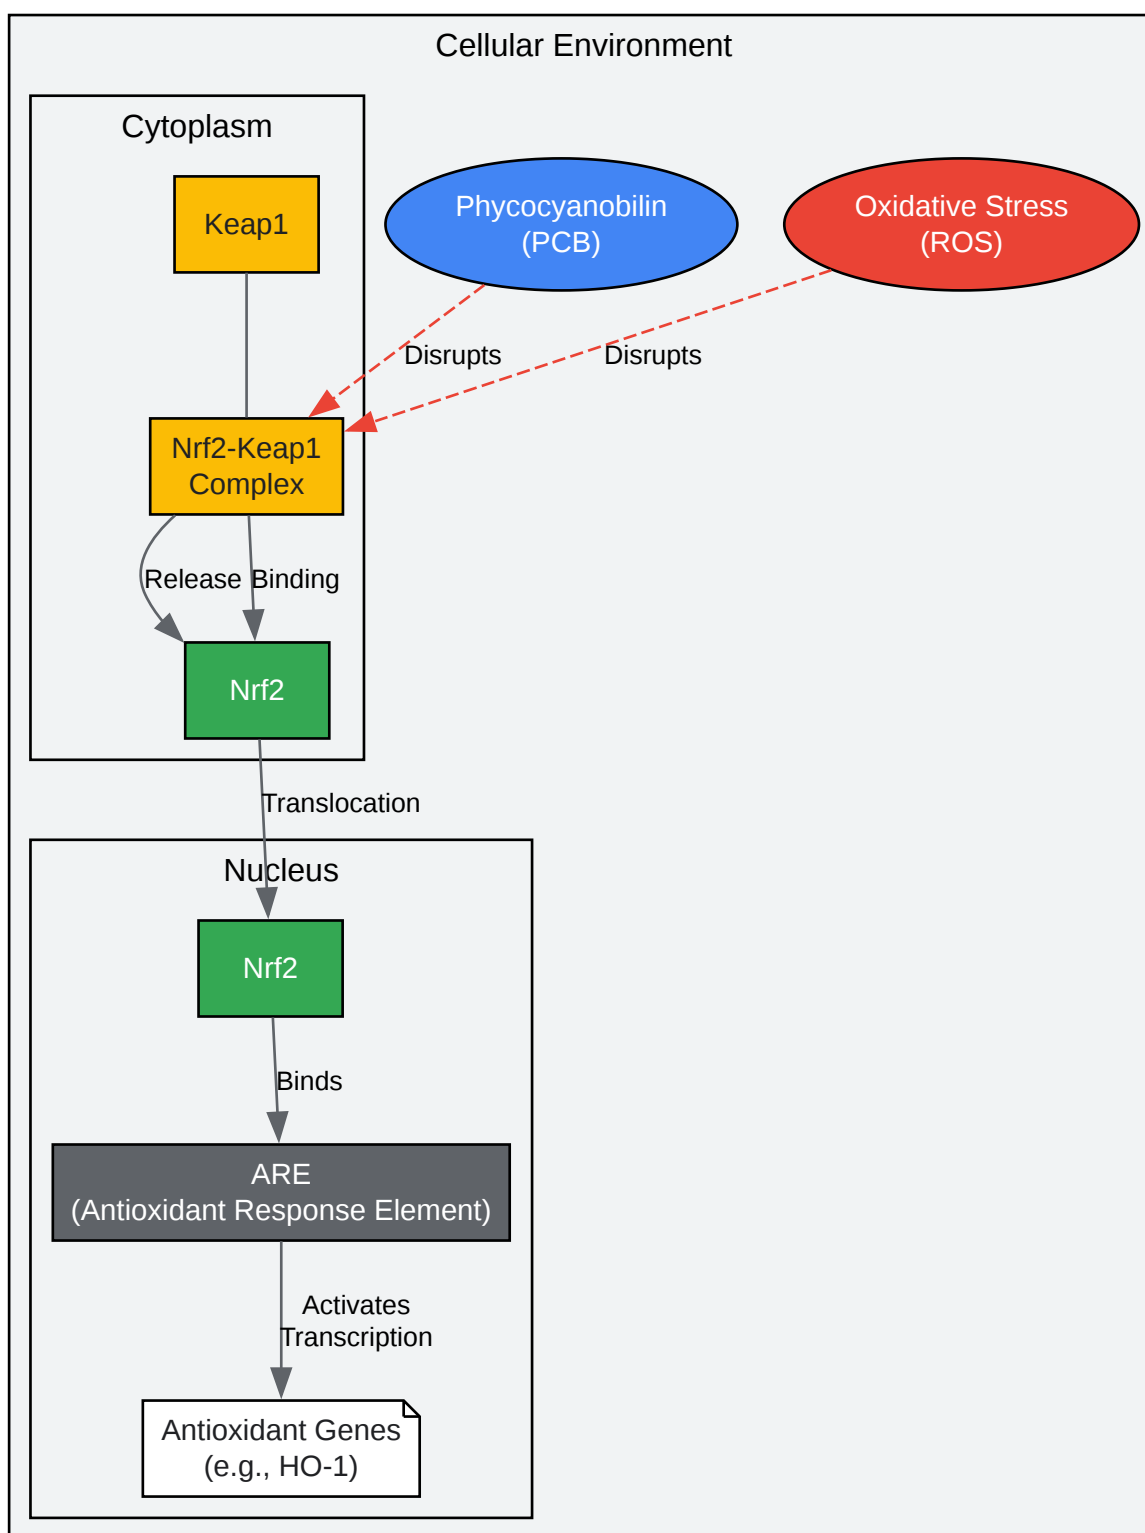 Cellular Environment
Cytoplasm
Keap1
Phycocyanobilin
(PCB)
Oxidative Stress
(ROS)
Disrupts
Disrupts
Nrf2-Keap1
Complex
Release
Binding
Nrf2
Translocation
Nucleus
Nrf2
Binds
ARE
(Antioxidant Response Element)
Activates
Transcription
Antioxidant Genes
(e.g., HO-1)